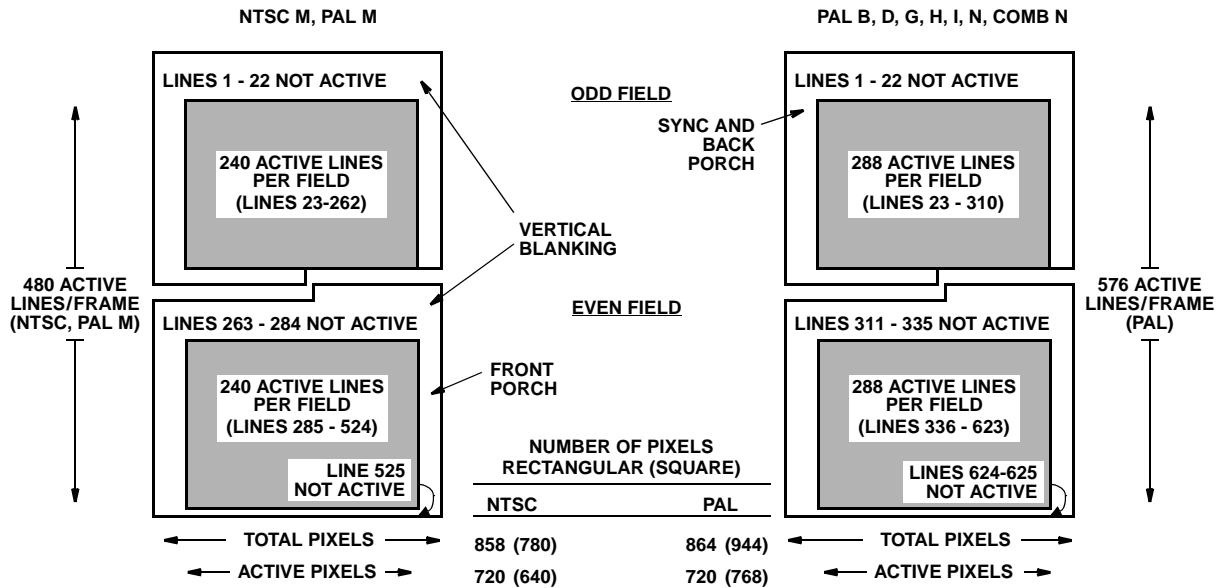 NTSC M, PAL M
PAL B, D, G, H, I, N, COMB N
LINES 1 - 22 NOT ACTIVE
240 ACTIVE LINES
PER FIELD
(LINES 23-262)
480 ACTIVE
LINES/FRAME
(NTSC, PAL M)
LINES 263 - 284 NOT ACTIVE
240 ACTIVE LINES
PER FIELD
(LINES 285 - 524)
LINE 525
NOT ACTIVE
TOTAL PIXELS
ACTIVE PIXELS
ODD FIELD
SYNC AND
BACK
PORCH
VERTICAL
BLANKING
EVEN FIELD
FRONT
PORCH
NUMBER OF PIXELS
RECTANGULAR (SQUARE)
NTSC PAL
858 (780) 864 (944)
720 (640) 720 (768)
LINES 1 - 22 NOT ACTIVE
288 ACTIVE LINES
PER FIELD
(LINES 23 - 310)
576 ACTIVE
LINES/FRAME
(PAL)
LINES 311 - 335 NOT ACTIVE
288 ACTIVE LINES
PER FIELD
(LINES 336 - 623)
LINES 624-625
NOT ACTIVE
TOTAL PIXELS
ACTIVE PIXELS